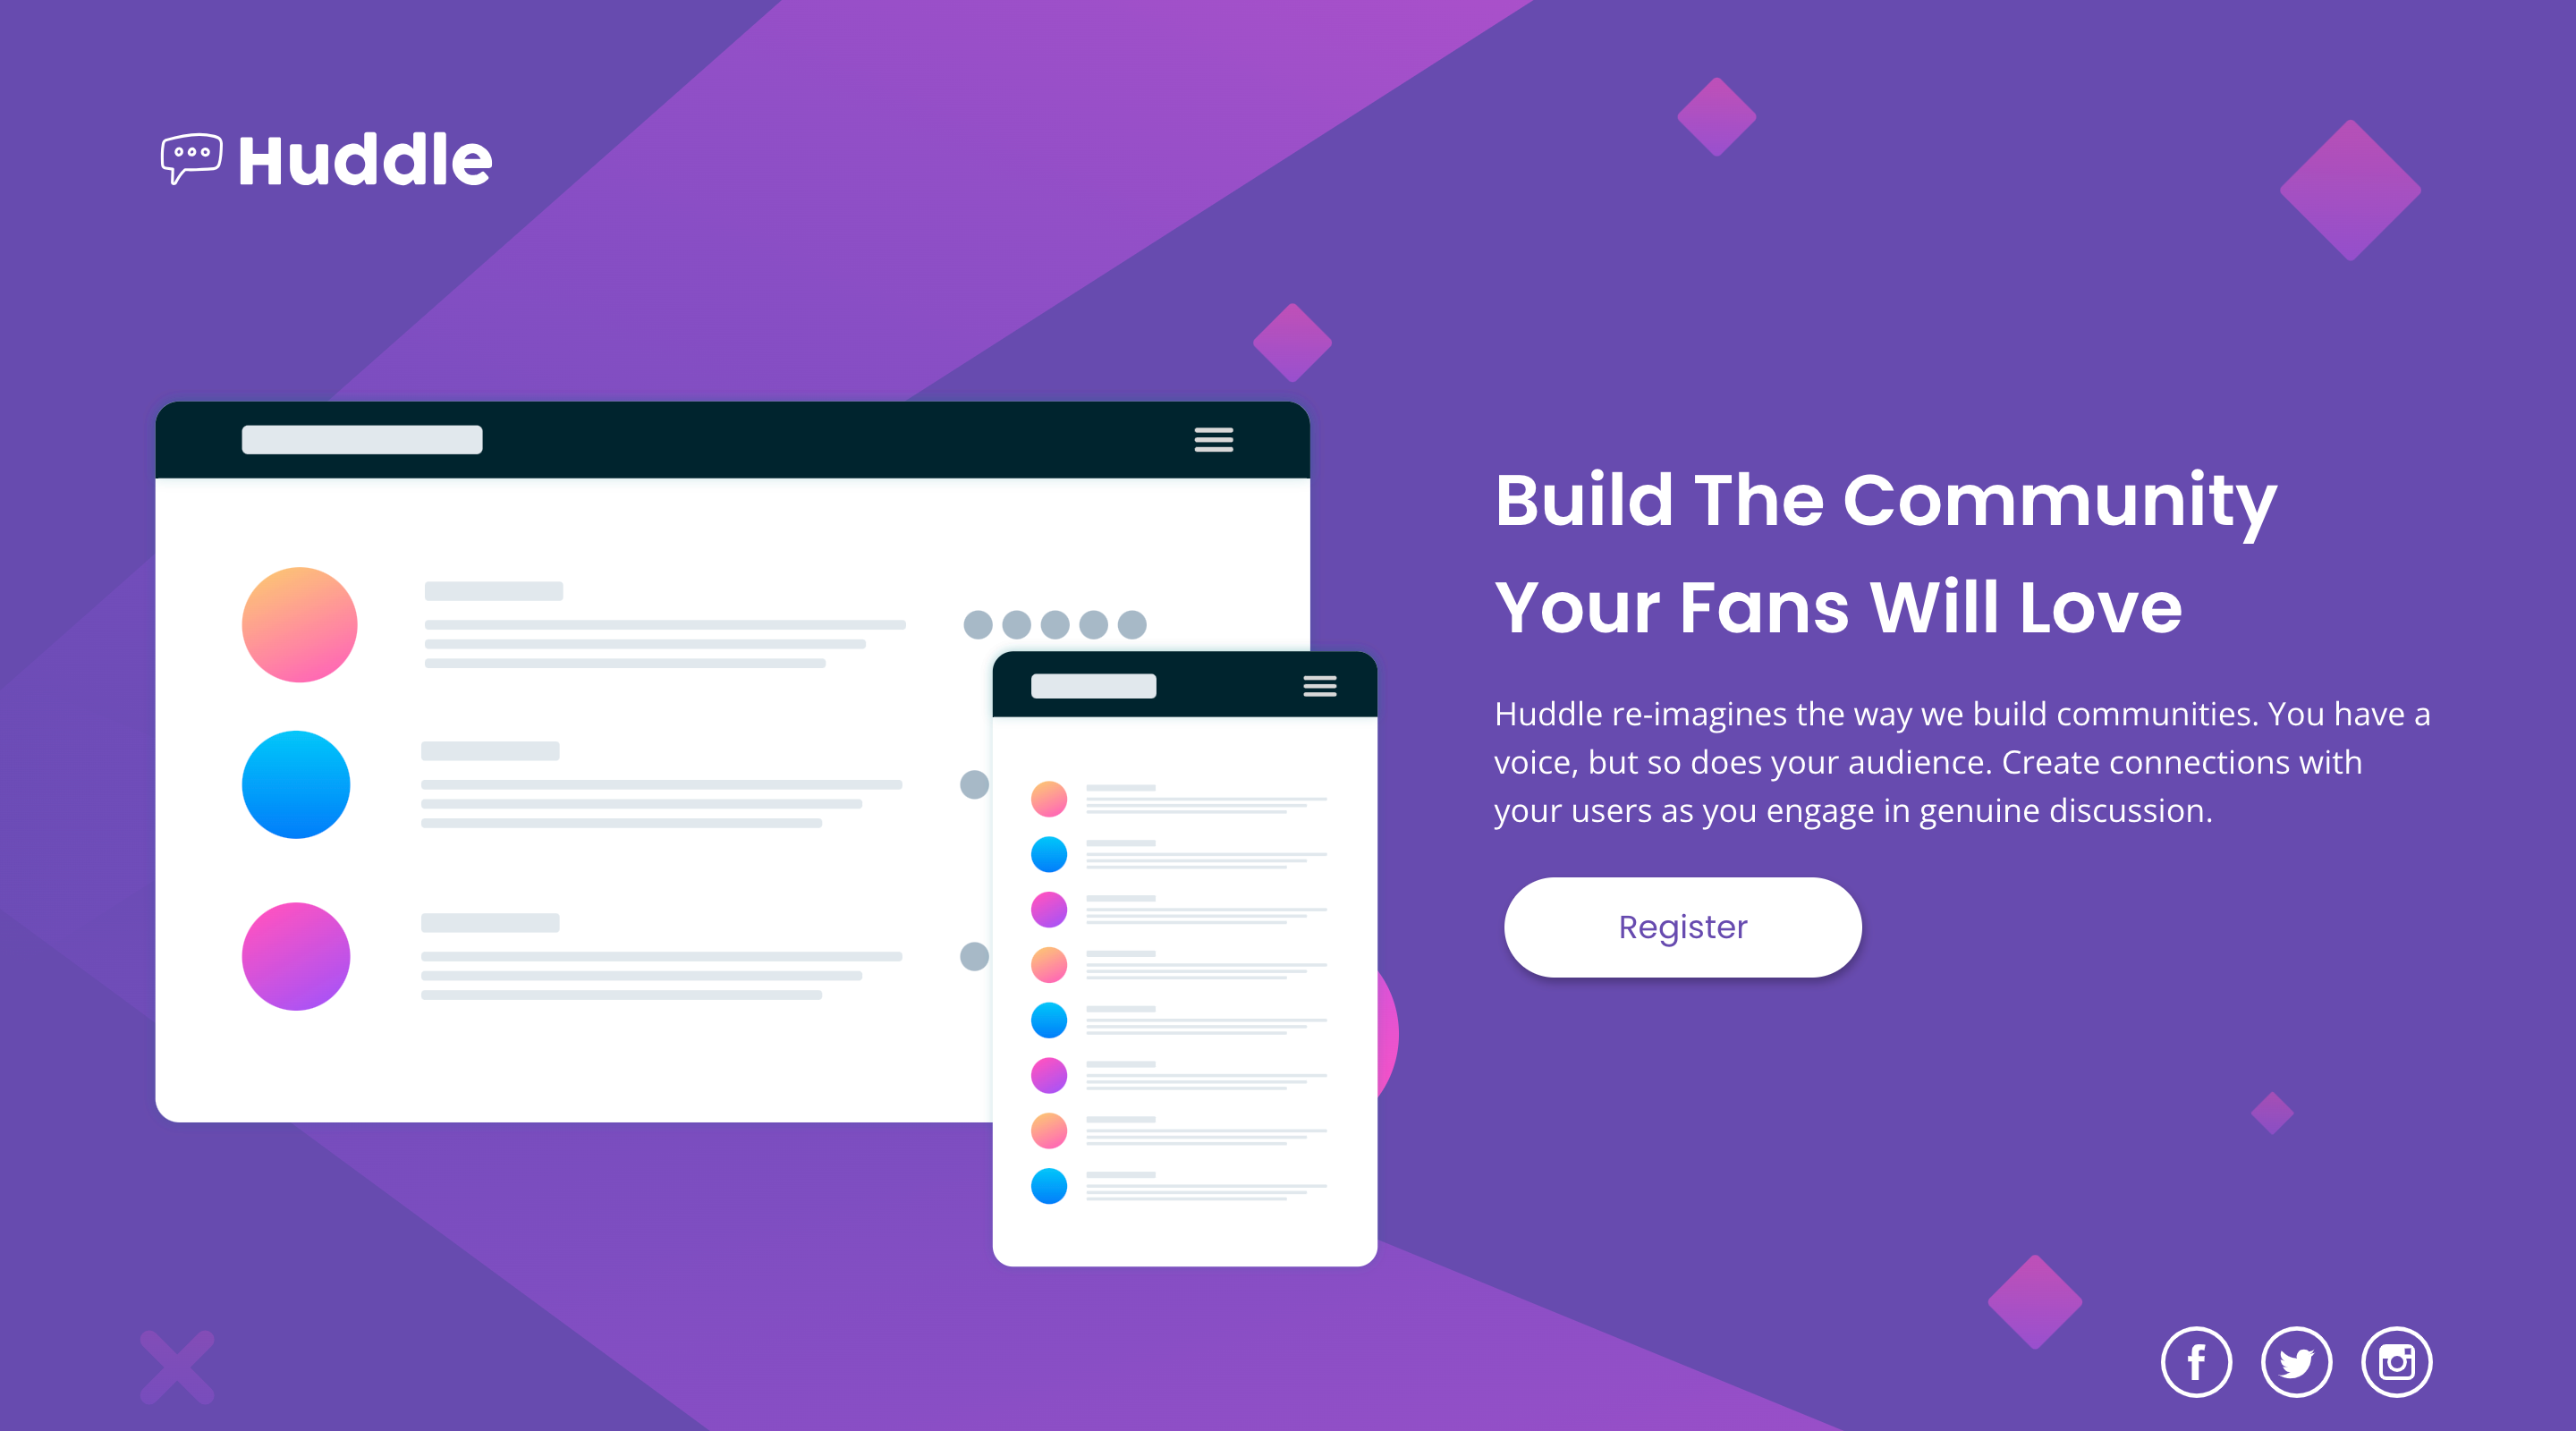 Huddle
Build The Community
Your Fans Will Love
Huddle re-imagines the way we build communities. You have a
voice, but so does your audience. Create connections with
your users as you engage in genuine discussion.
Register